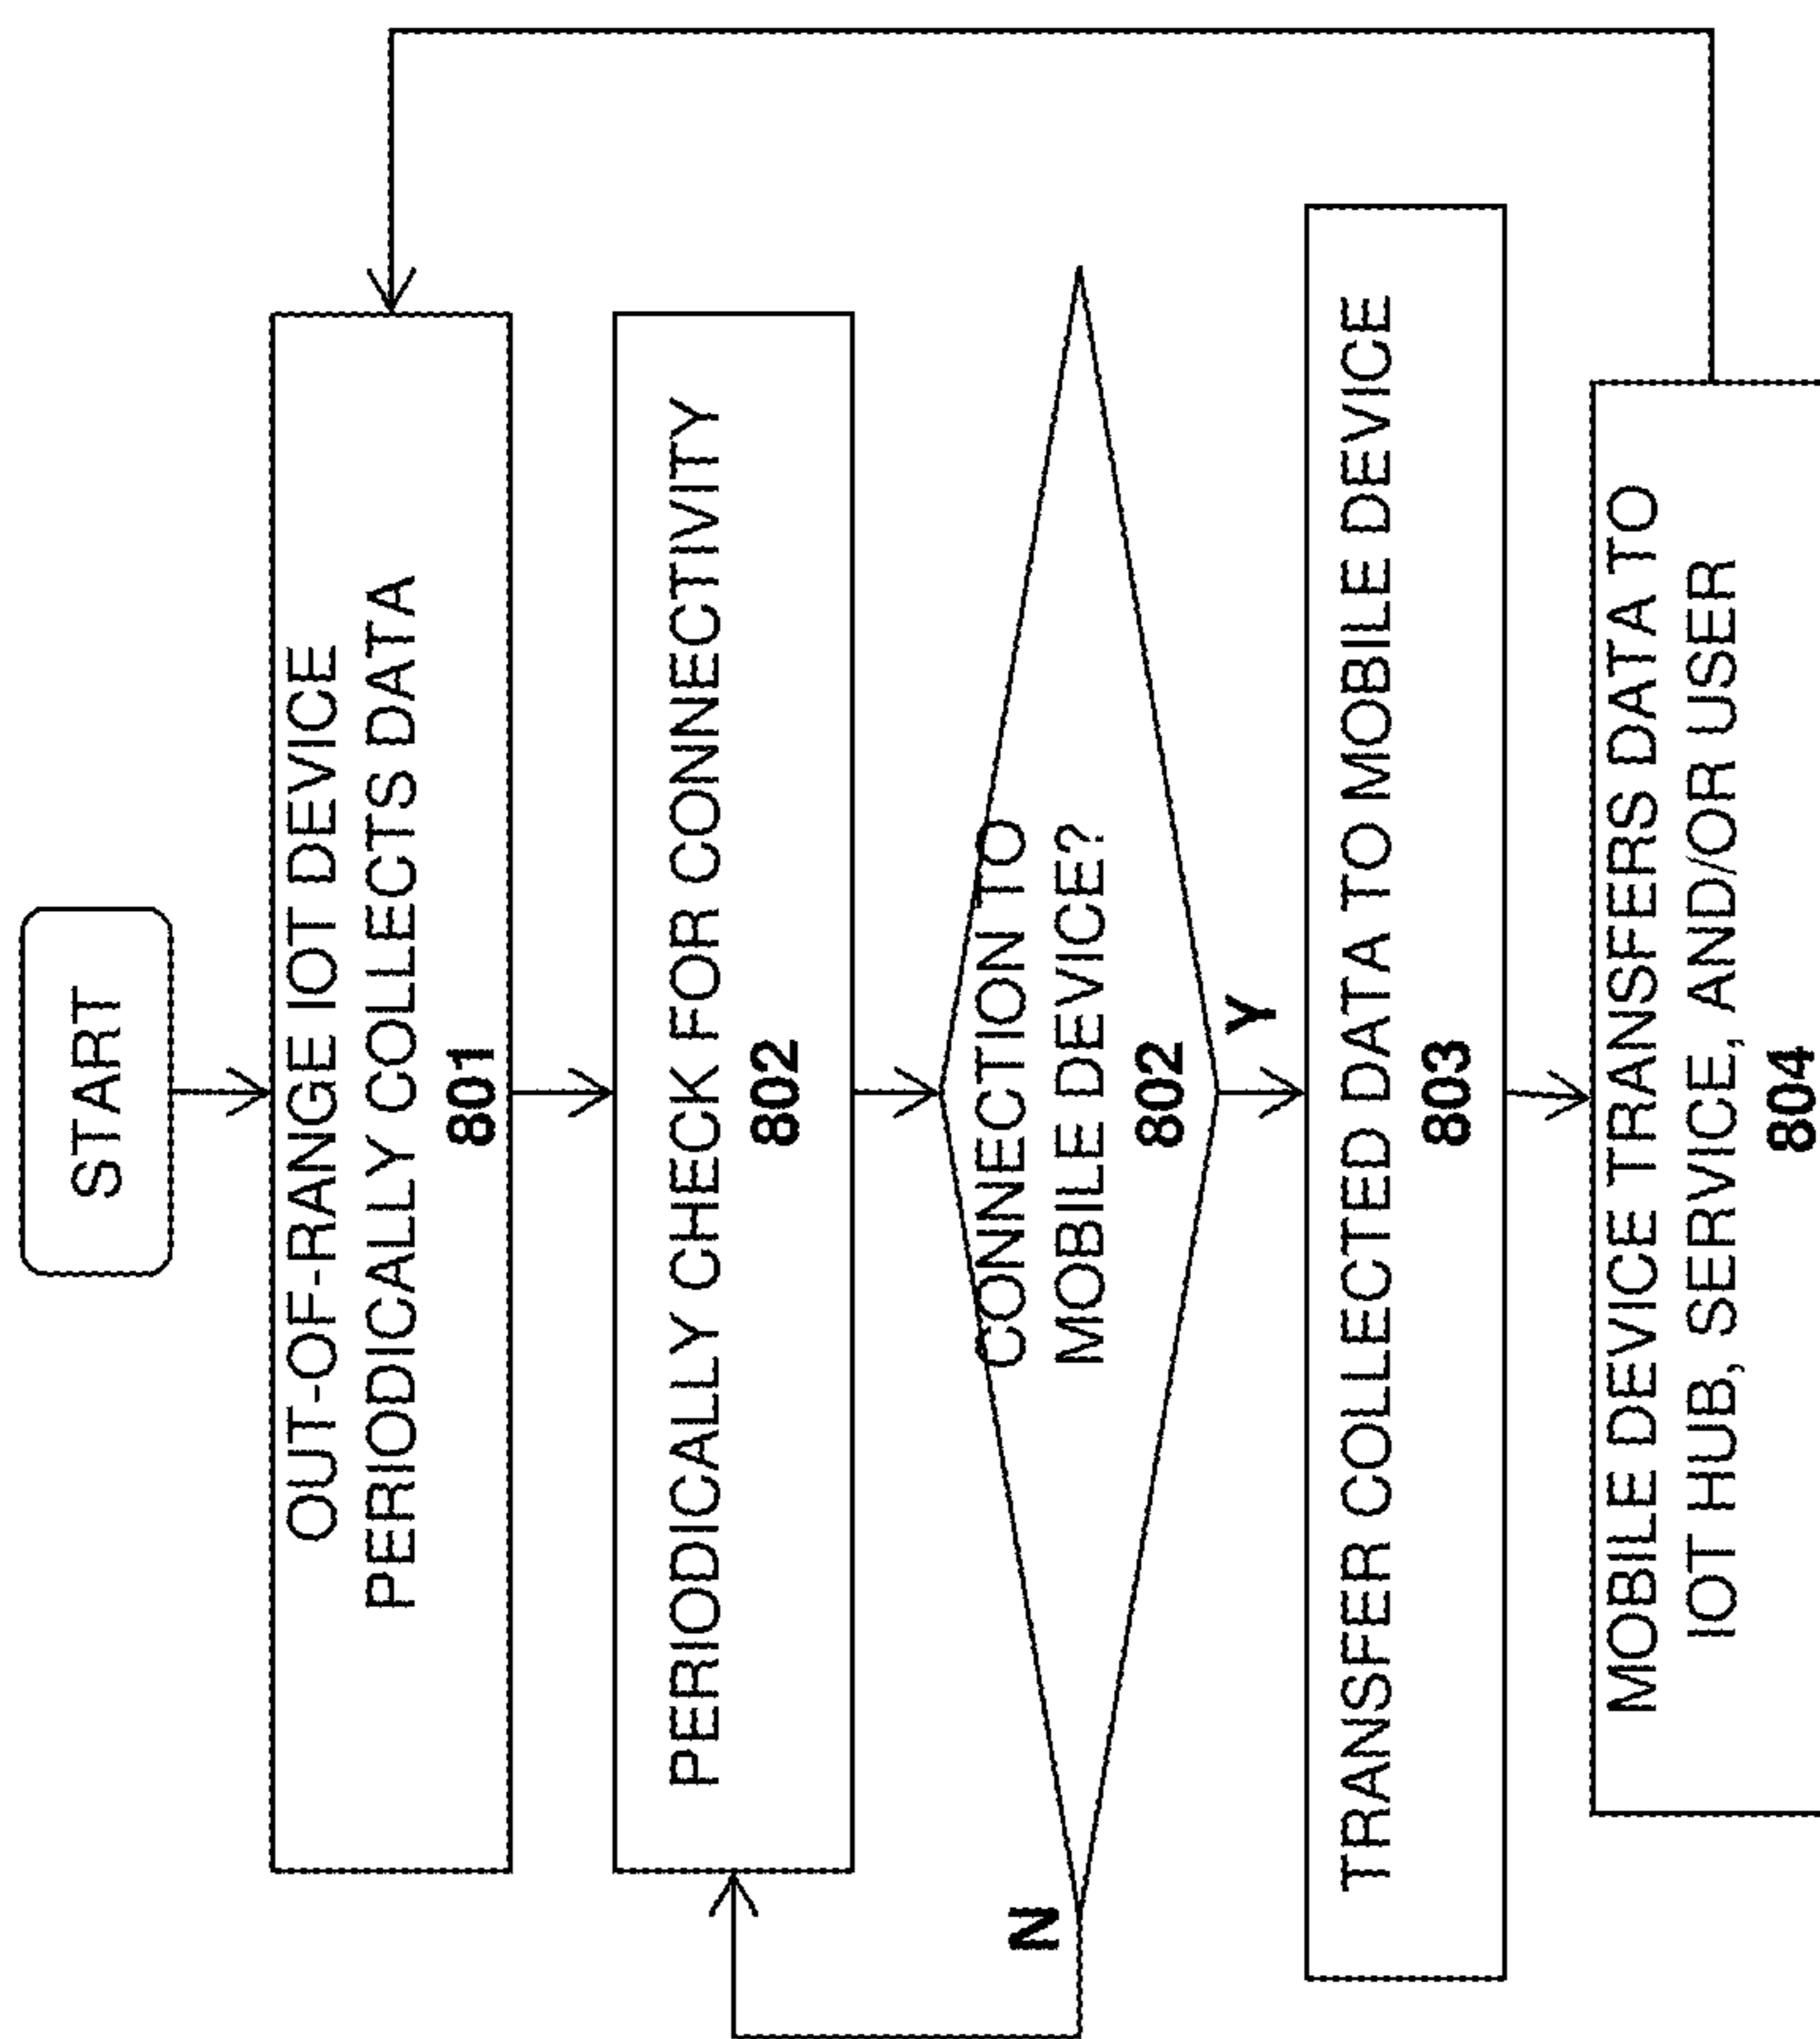 START
OUT-OF-RANGE IOT DEVICE
PERIODICALLY COLLECTS DATA
801
PERIODICALLY CHECK FOR CONNECTIVITY
802
CONNECTION TO
MOBILE DEVICE?
802
N
Y
TRANSFER COLLECTED DATA TO MOBILE DEVICE
803
MOBILE DEVICE TRANSFERS DATA TO
IOT HUB, SERVICE, AND/OR USER
804